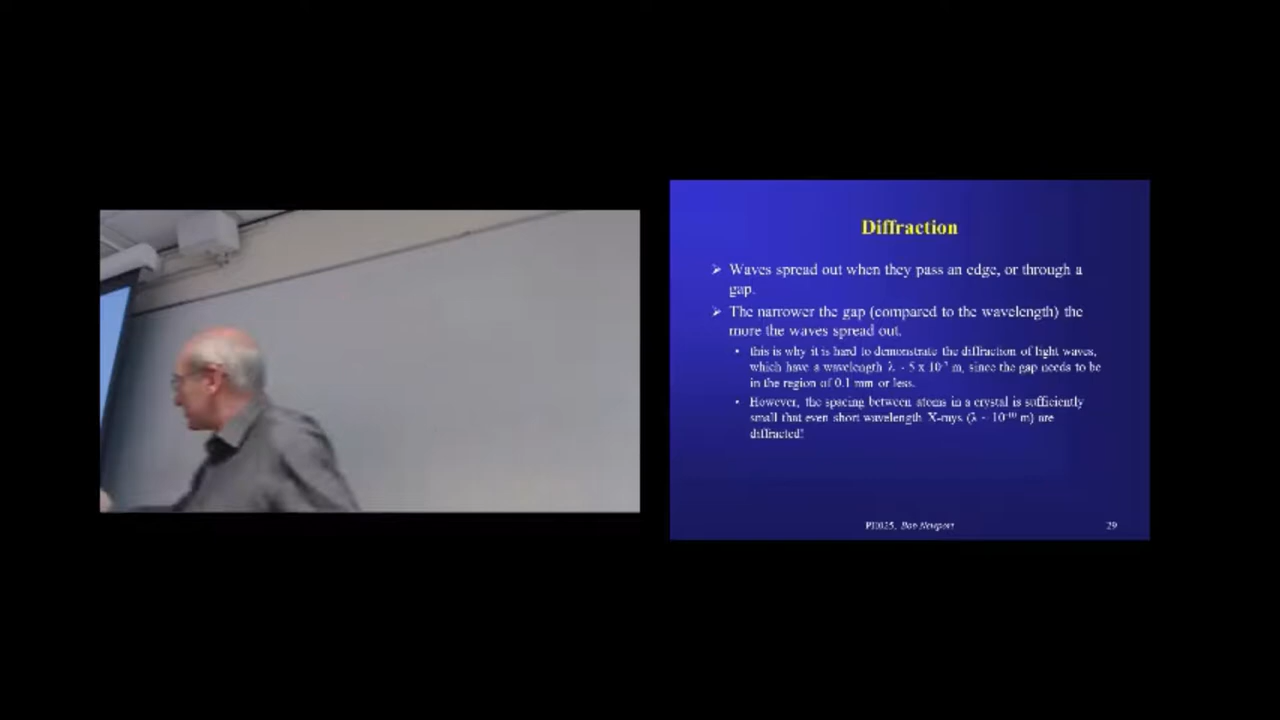 Diffraction
➢ Waves spread out when they pass an edge, or through a
gap.
➢ The narrower the gap (compared to the wavelength) the
more the waves spread out.
• this is why it is hard to demonstrate the diffraction of light waves,
which have a wavelength λ ~ 5 x 10⁻⁷ m, since the gap needs to be
in the region of 0.1 mm or less.
• However, the spacing between atoms in a crystal is sufficiently
small that even short wavelength X-rays (λ ~ 10⁻¹⁰ m) are
diffracted!
PH025, Bob Newport
29